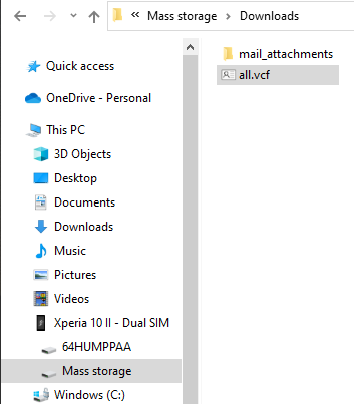 « Mass storage › Downloads
Quick access
OneDrive - Personal
This PC
3D Objects
Desktop
Documents
Downloads
Music
Pictures
Videos
Xperia 10 II - Dual SIM
64HUMPPAA
Mass storage
Windows (C:)
mail_attachments
all.vcf